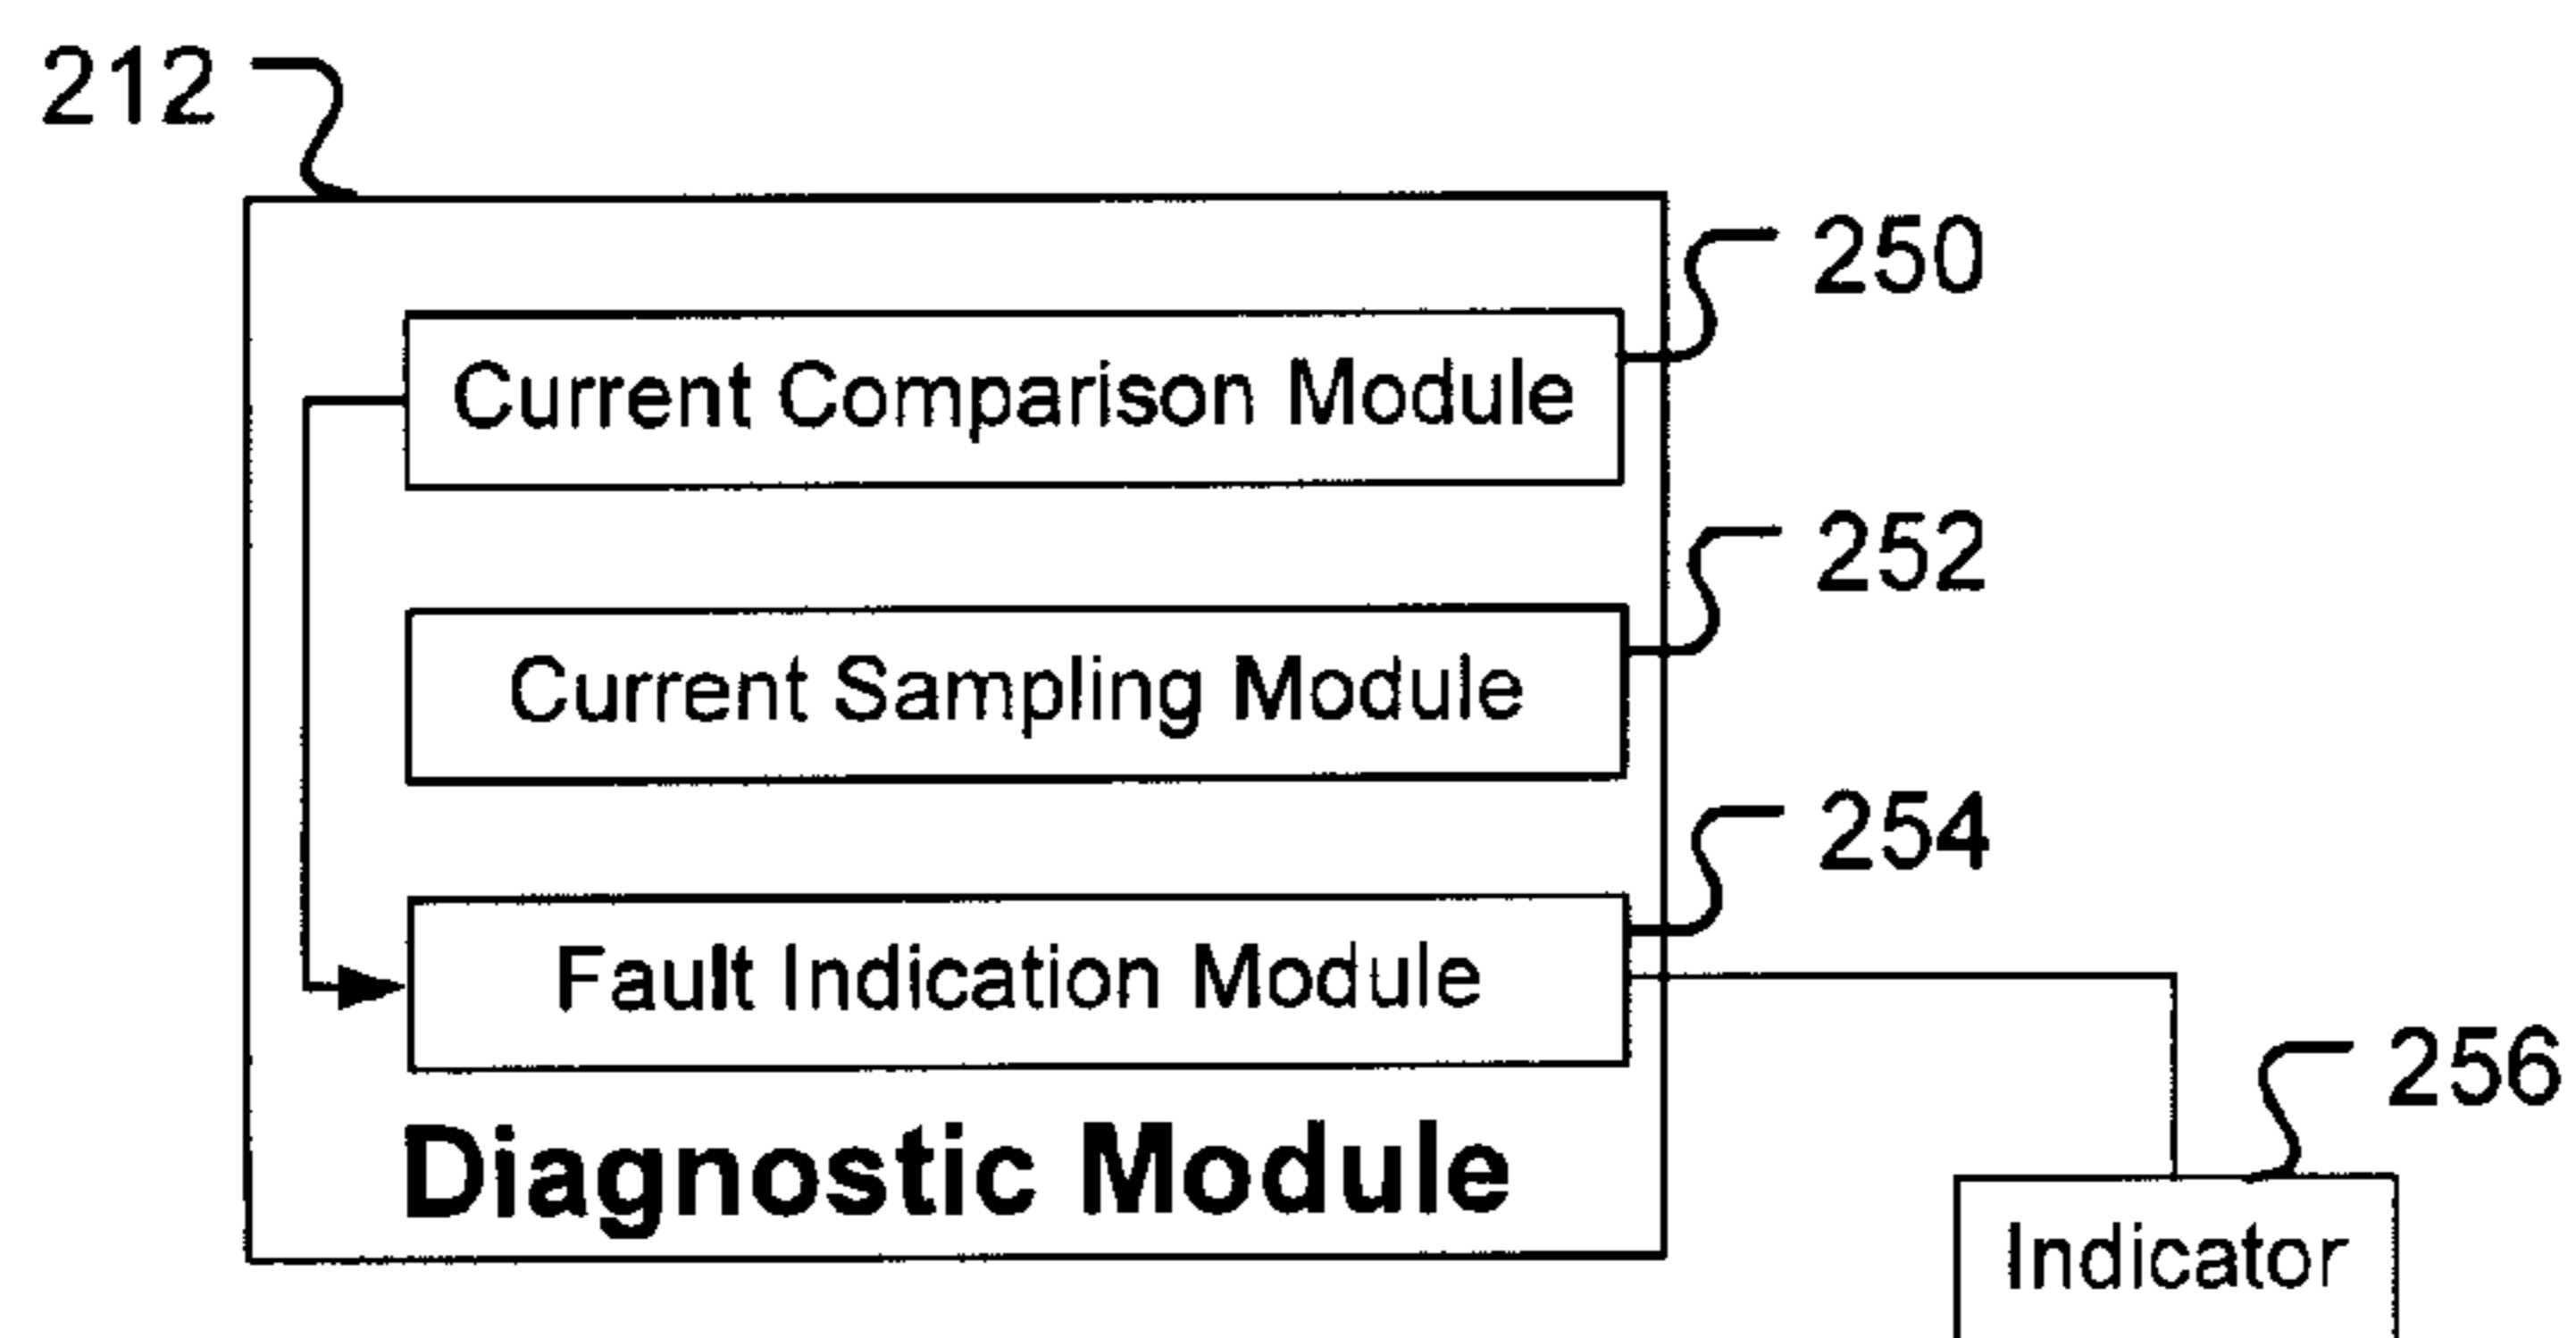 212
250
Current Comparison Module
252
Current Sampling Module
254
Fault Indication Module
256
Diagnostic Module
Indicator